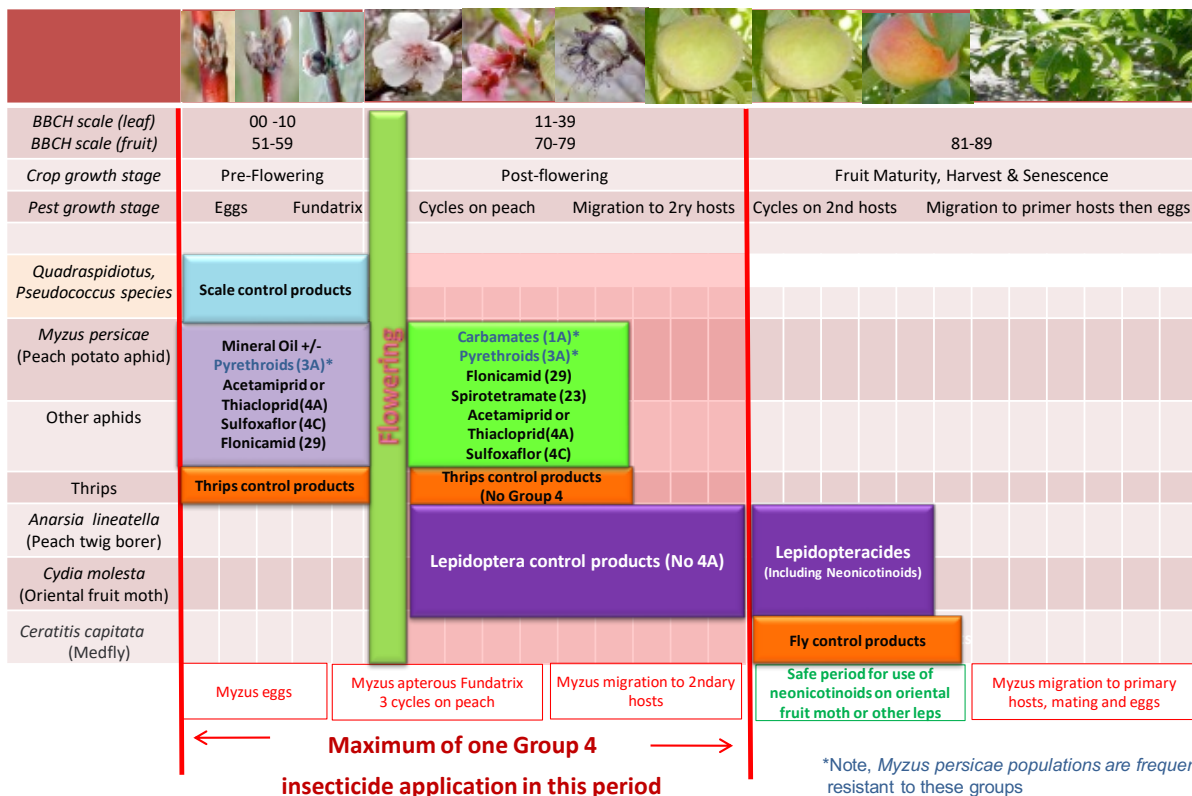 BBCH scale (leaf)
00 -10
11-39
BBCH scale (fruit)
51-59
70-79
81-89
Crop growth stage
Pre-Flowering
Post-flowering
Fruit Maturity, Harvest & Senescence
Pest growth stage
Eggs
Fundatrix
Cycles on peach
Migration to 2ry hosts
Cycles on 2nd hosts
Migration to primer hosts then eggs
Flowering
Quadraspidiotus,
Pseudococcus species
Scale control products
Myzus persicae
(Peach potato aphid)
Other aphids
Mineral Oil +/-
Pyrethroids (3A)*
Acetamiprid or
Thiacloprid(4A)
Sulfoxaflor (4C)
Flonicamid (29)
Carbamates (1A)*
Pyrethroids (3A)*
Flonicamid (29)
Spirotetramate (23)
Acetamiprid or
Thiacloprid(4A)
Sulfoxaflor (4C)
Thrips
Thrips control products
Thrips control products
(No Group 4
Anarsia lineatella
(Peach twig borer)
Cydia molesta
(Oriental fruit moth)
Lepidoptera control products (No 4A)
Lepidopteracides
(Including Neonicotinoids)
Ceratitis capitata
(Medfly)
Fly control products
Myzus eggs
Myzus apterous Fundatrix
3 cycles on peach
Myzus migration to 2ndary
hosts
Safe period for use of
neonicotinoids on oriental
fruit moth or other leps
Myzus migration to primary
hosts, mating and eggs
Maximum of one Group 4
insecticide application in this period
*Note, Myzus persicae populations are frequen
resistant to these groups